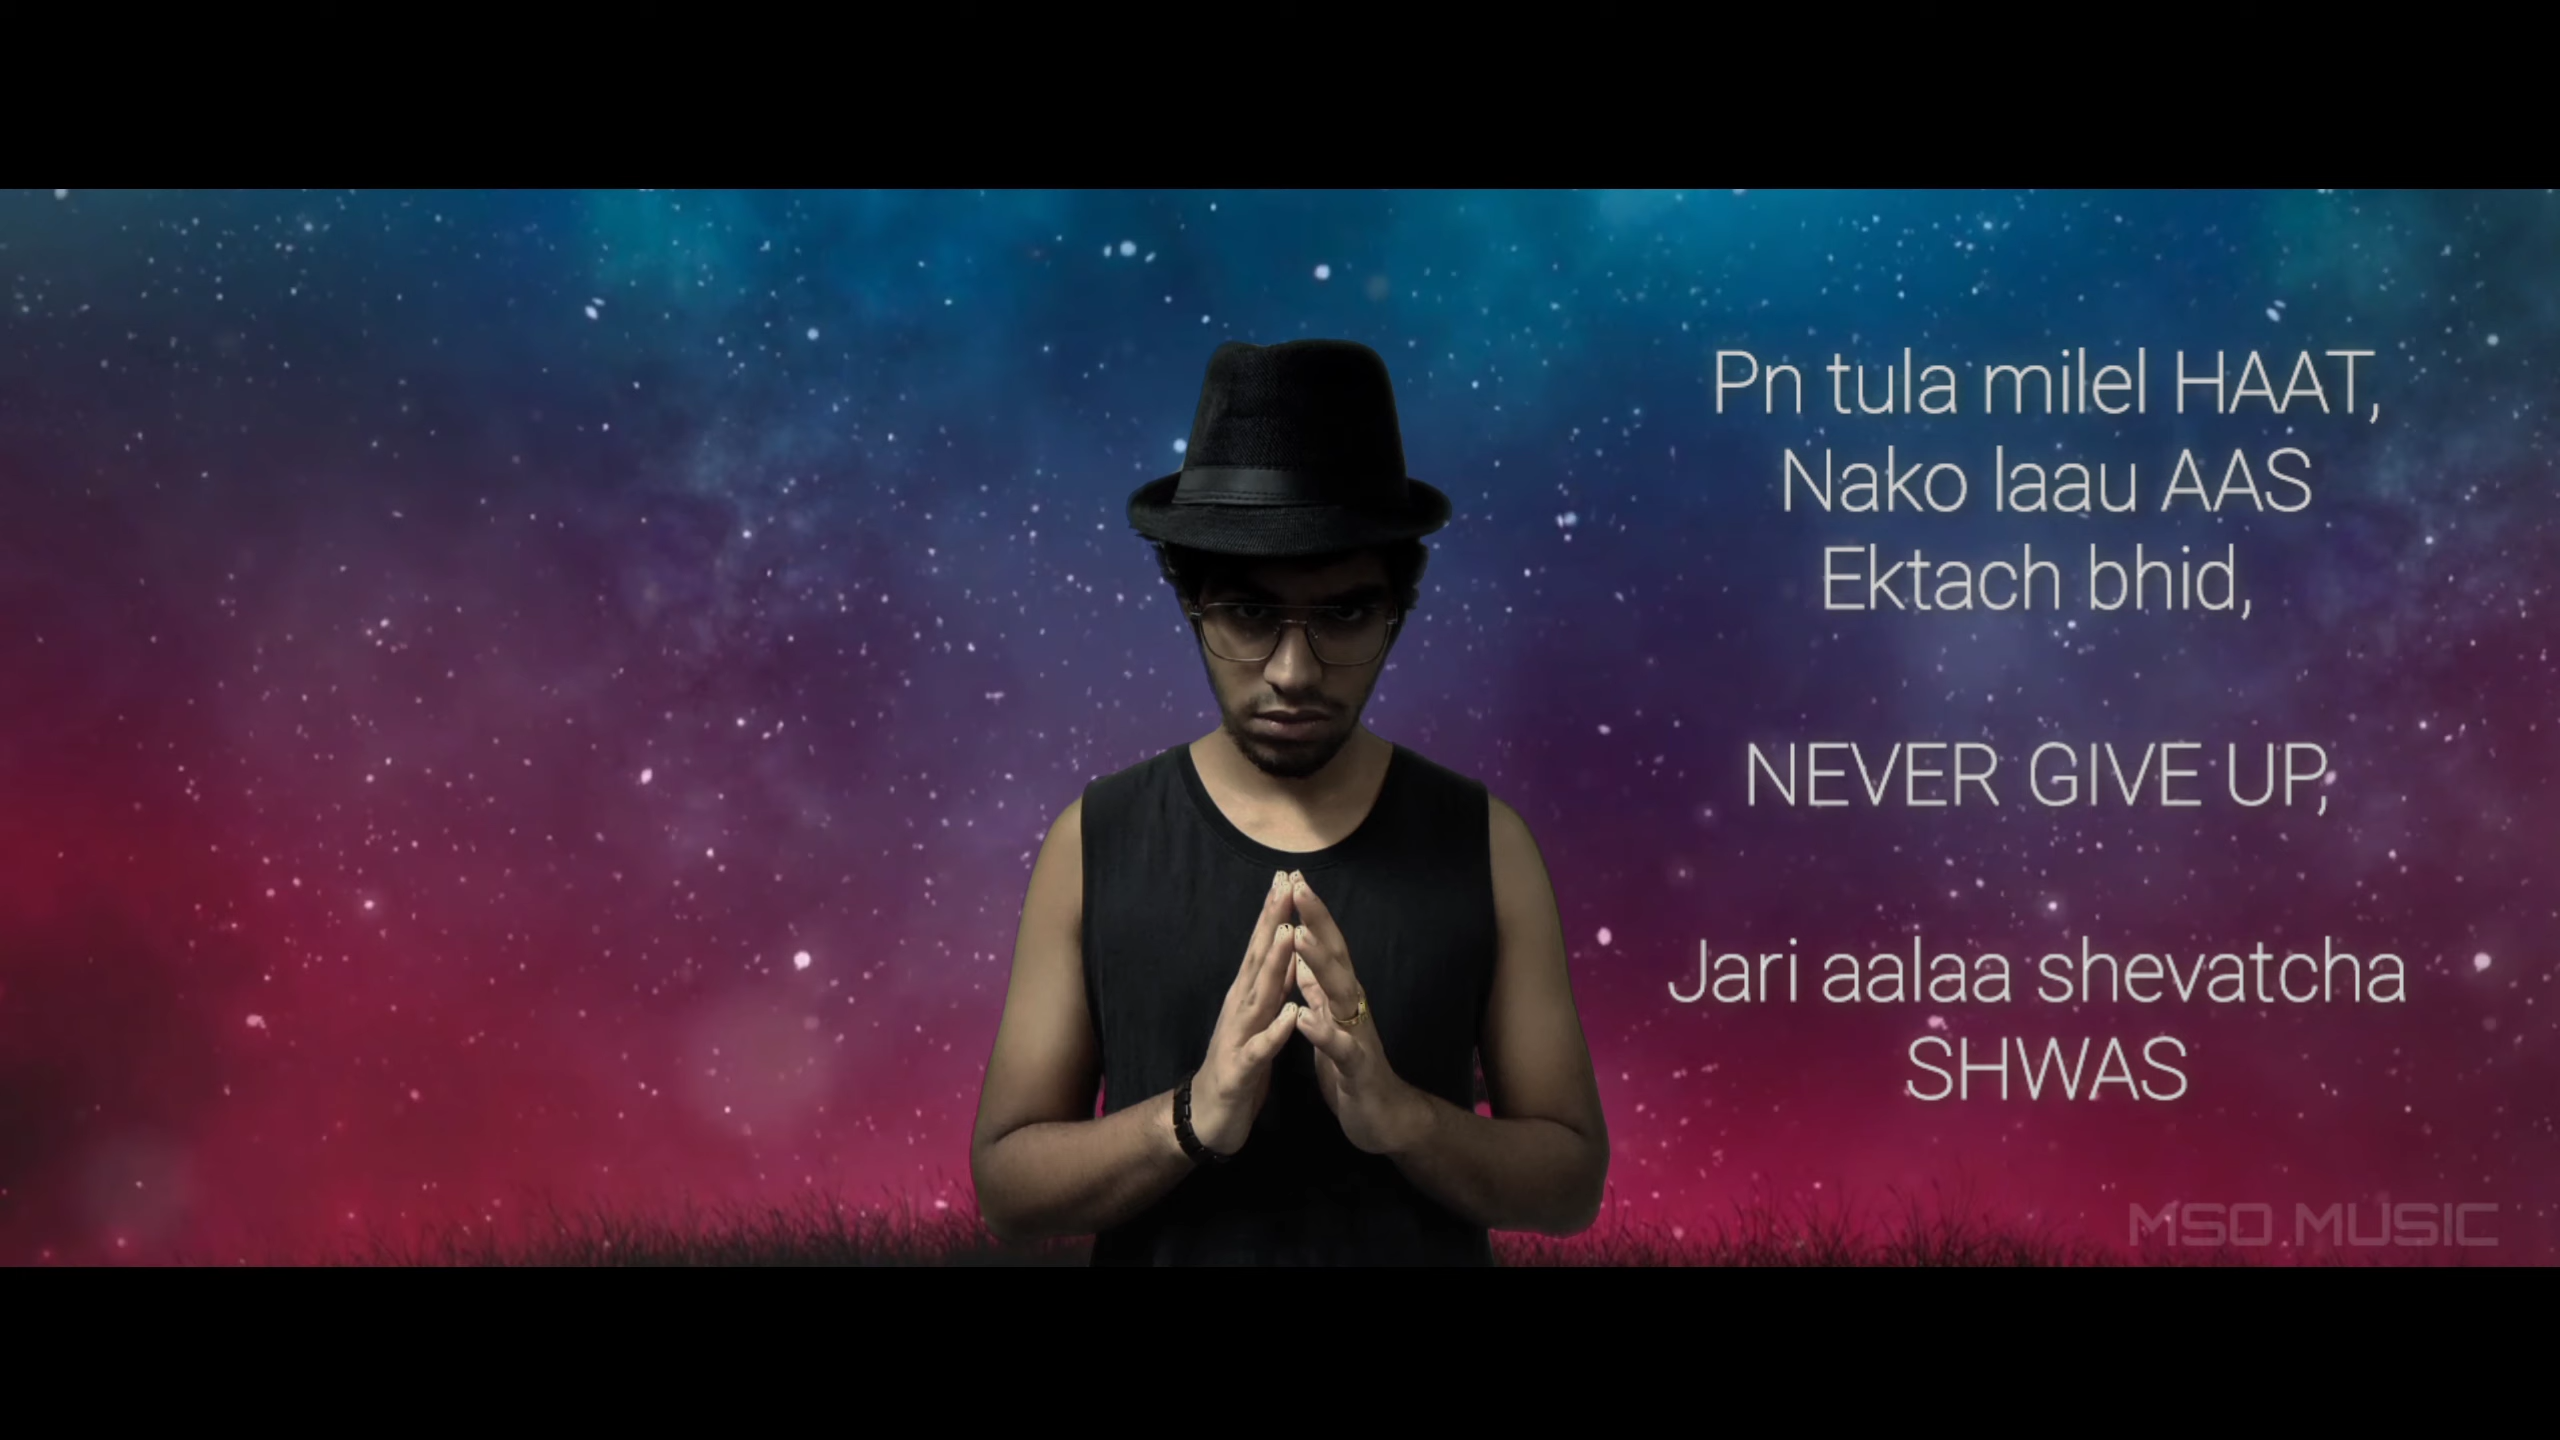 Pn tula milel HAAT,
Nako laau AAS
Ektach bhid,
NEVER GIVE UP,
Jari aalaa shevatcha
SHWAS
MSO MUSIC